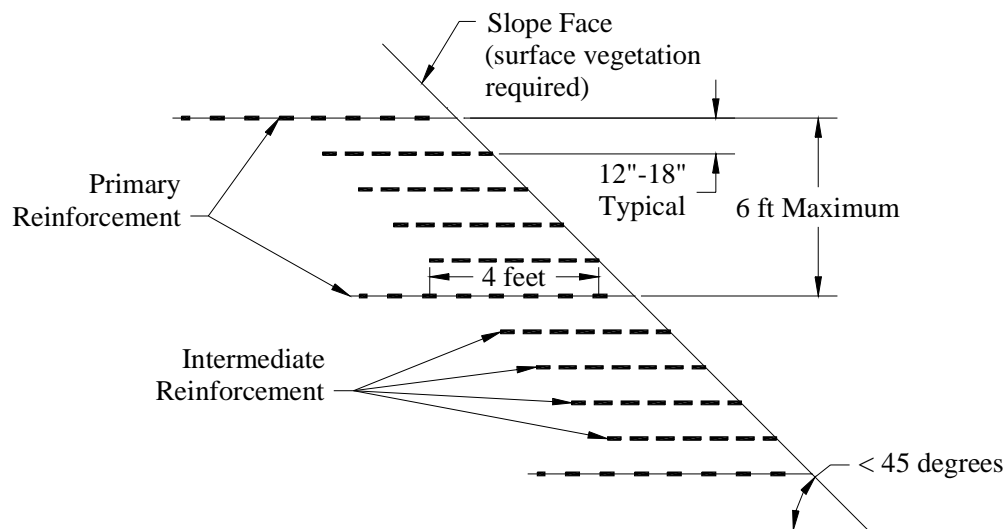 Slope Face
(surface vegetation
required)
Primary
Reinforcement
12"-18"
Typical
6 ft Maximum
4 feet
Intermediate
Reinforcement
< 45 degrees